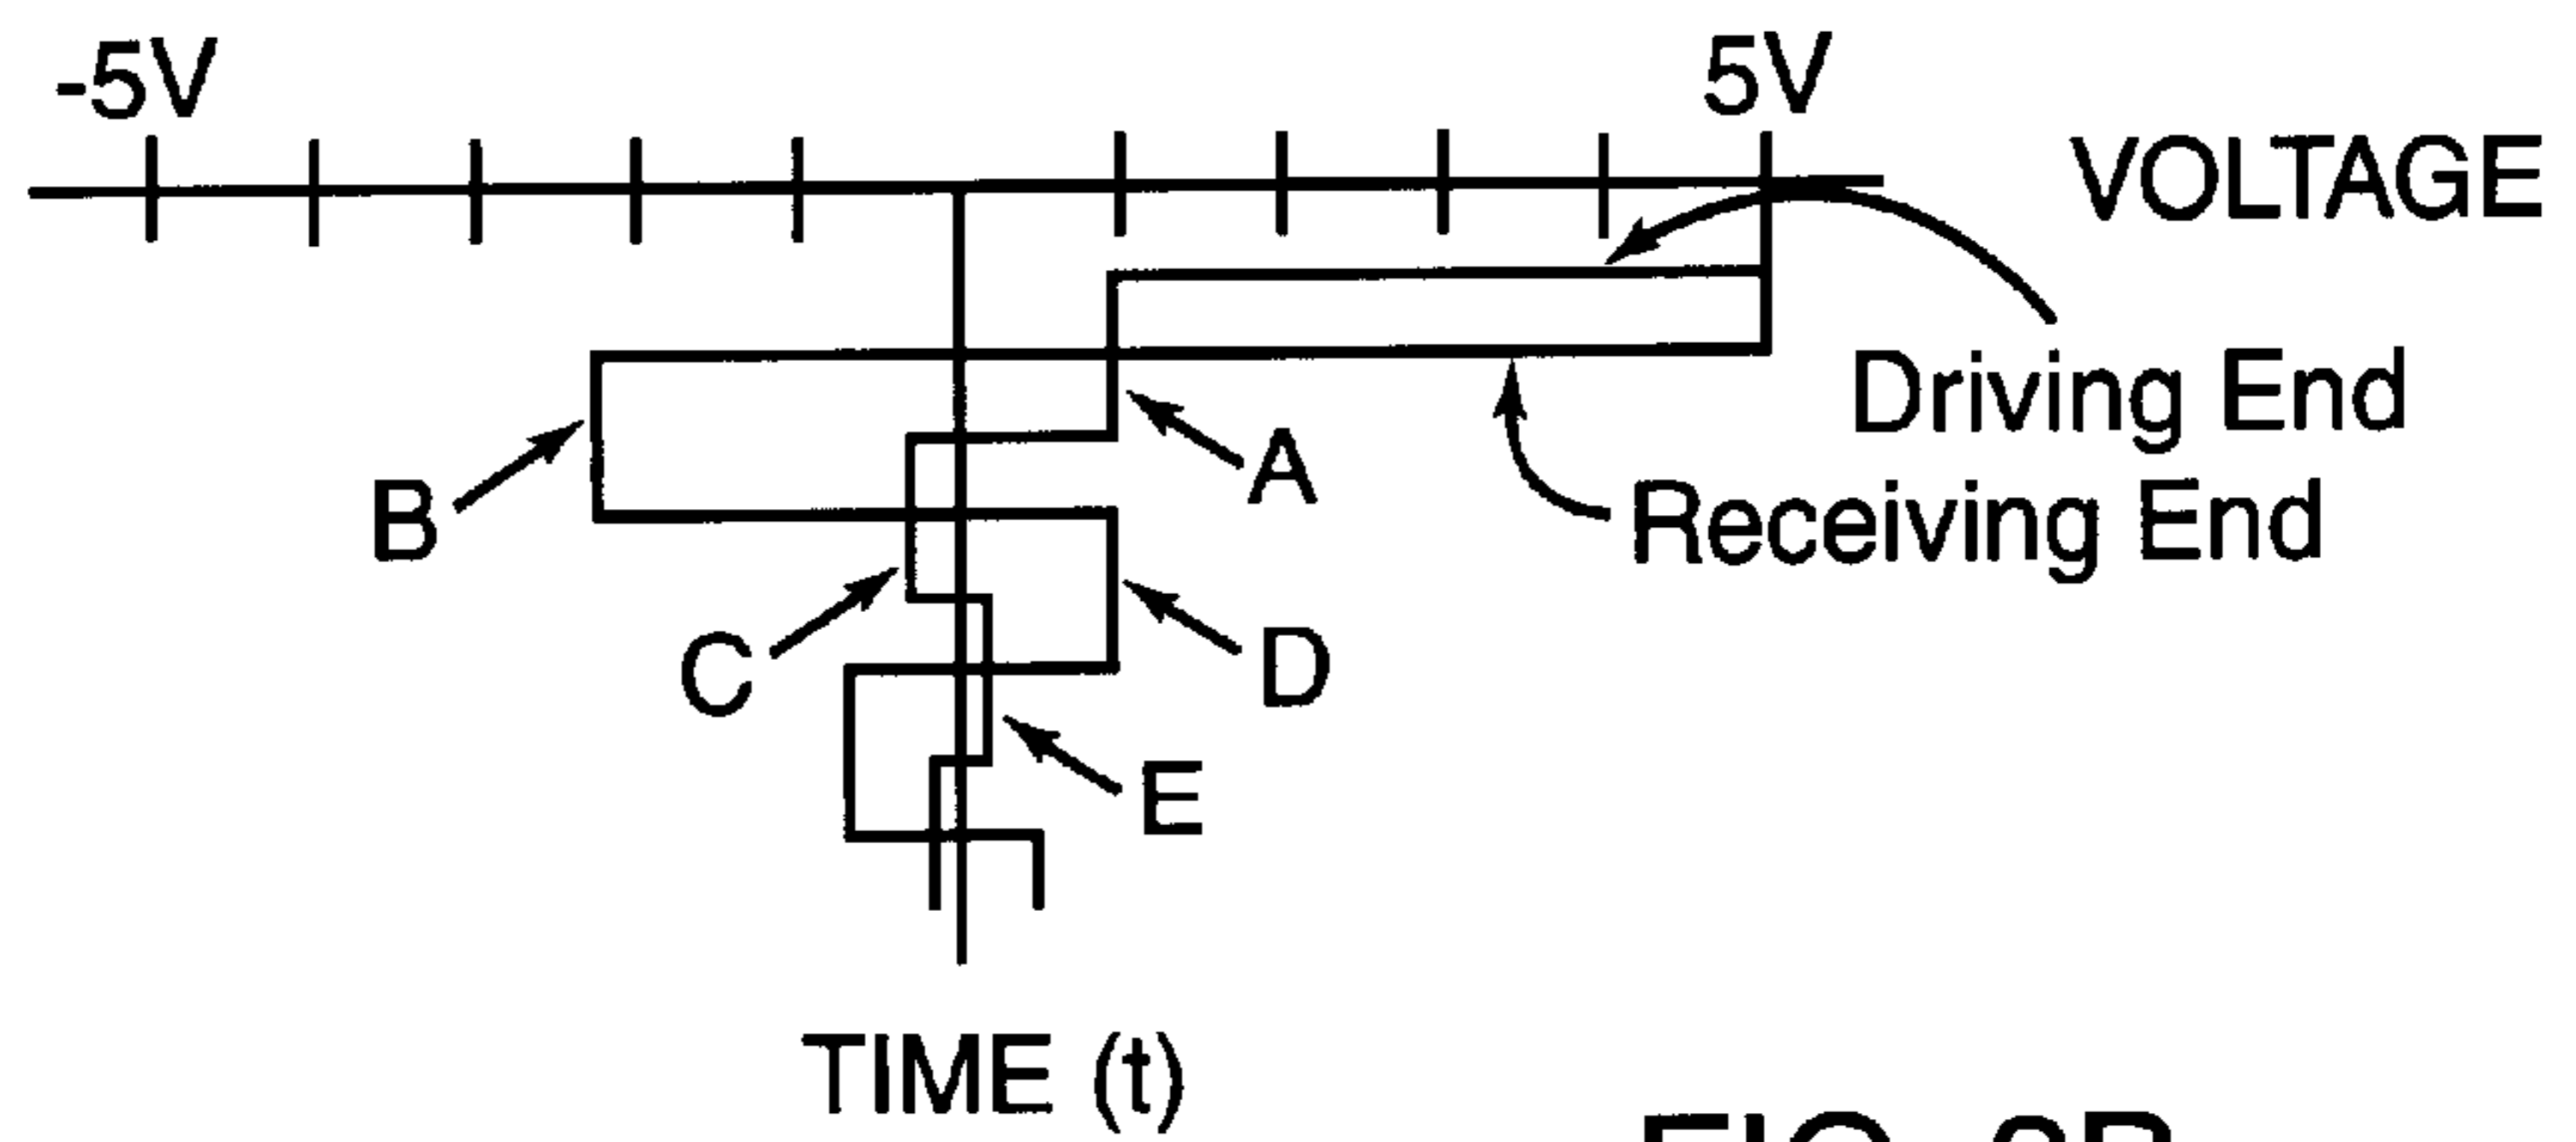 -5V
5V
VOLTAGE
Driving End
Receiving End
A
B
C
D
E
TIME (t)